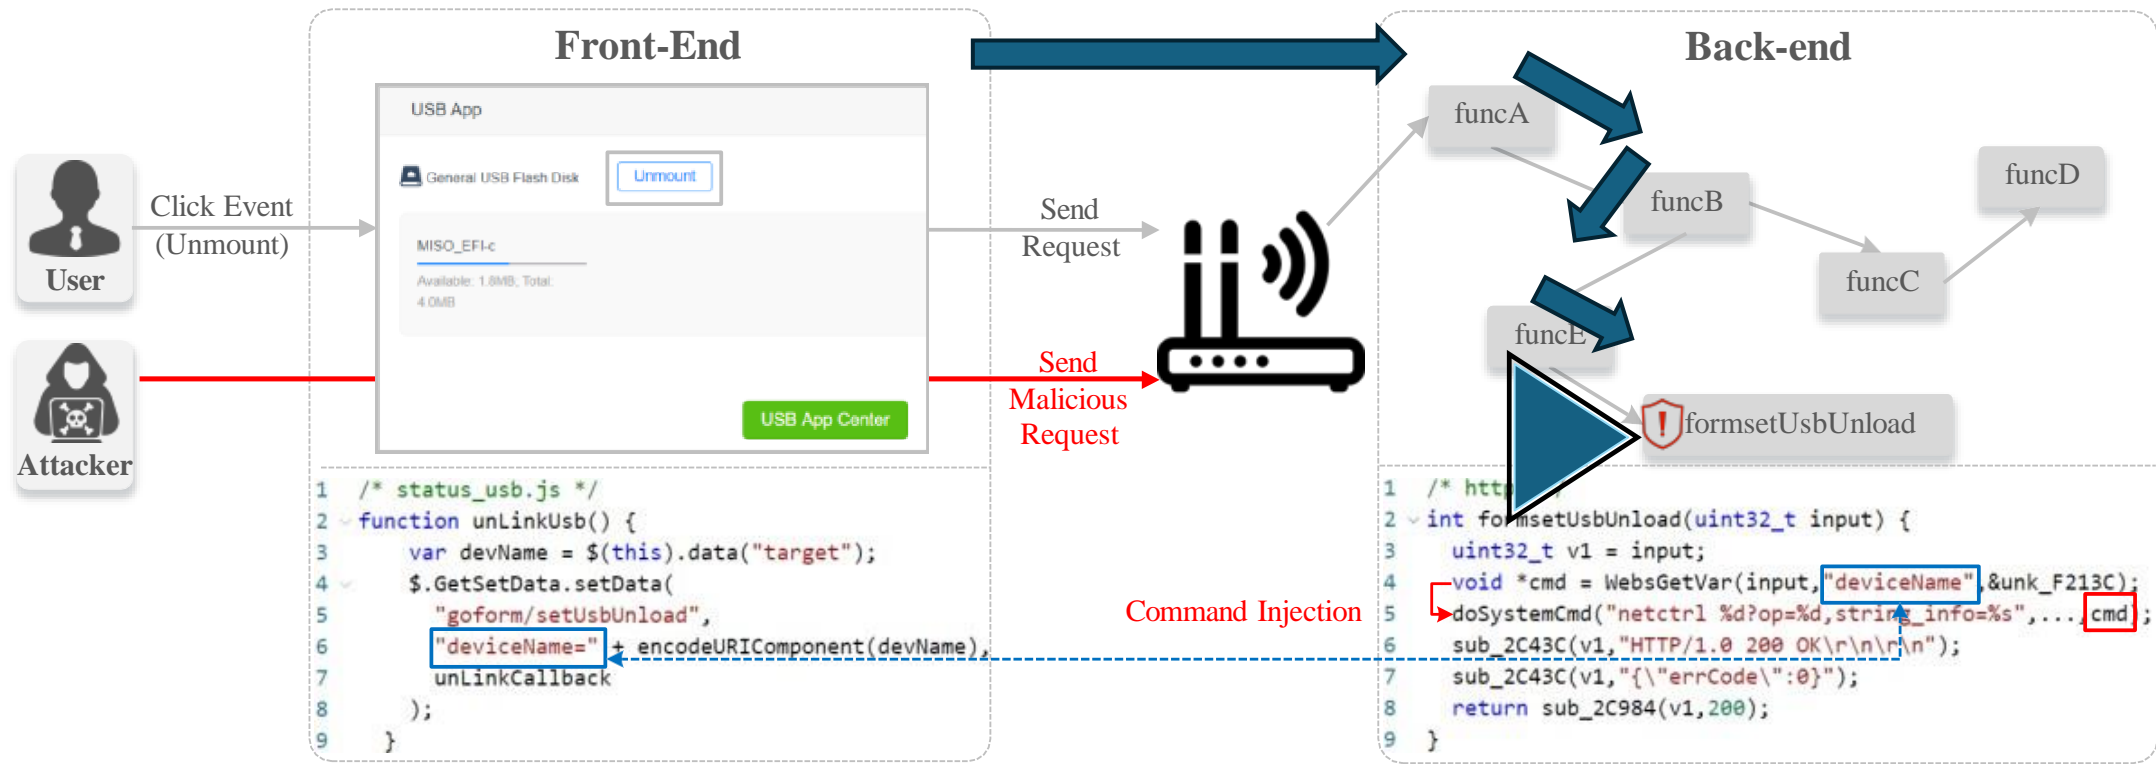 Front-End
Back-end
USB App
General USB Flash Disk
Unmount
MISO_EFI-c
Available: 1.8MB, Total:
4.0MB
USB App Center
User
Attacker
Click Event
(Unmount)
Send
Request
Send
Malicious
Request
funcA
funcB
funcC
funcD
funcE
formsetUsbUnload
1 /* status_usb.js */
2 function unLinkUsb() {
3 var devName = $(this).data("target");
4 $.GetSetData.setData(
5 "goform/setUsbUnload",
6 "deviceName=" + encodeURIComponent(devName),
7 unLinkCallback
8 );
9 }
Command Injection
1 /* http /
2 int formsetUsbUnload(uint32_t input) {
3 uint32_t v1 = input;
4 void *cmd = WebsGetVar(input,"deviceName",&unk_F213C);
5 doSystemCmd("netctrl %d?op=%d,string_info=%s",...,cmd);
6 sub_2C43C(v1,"HTTP/1.0 200 OK\r\n\r\n");
7 sub_2C43C(v1,"{\"errCode\":0}");
8 return sub_2C984(v1,200);
9 }